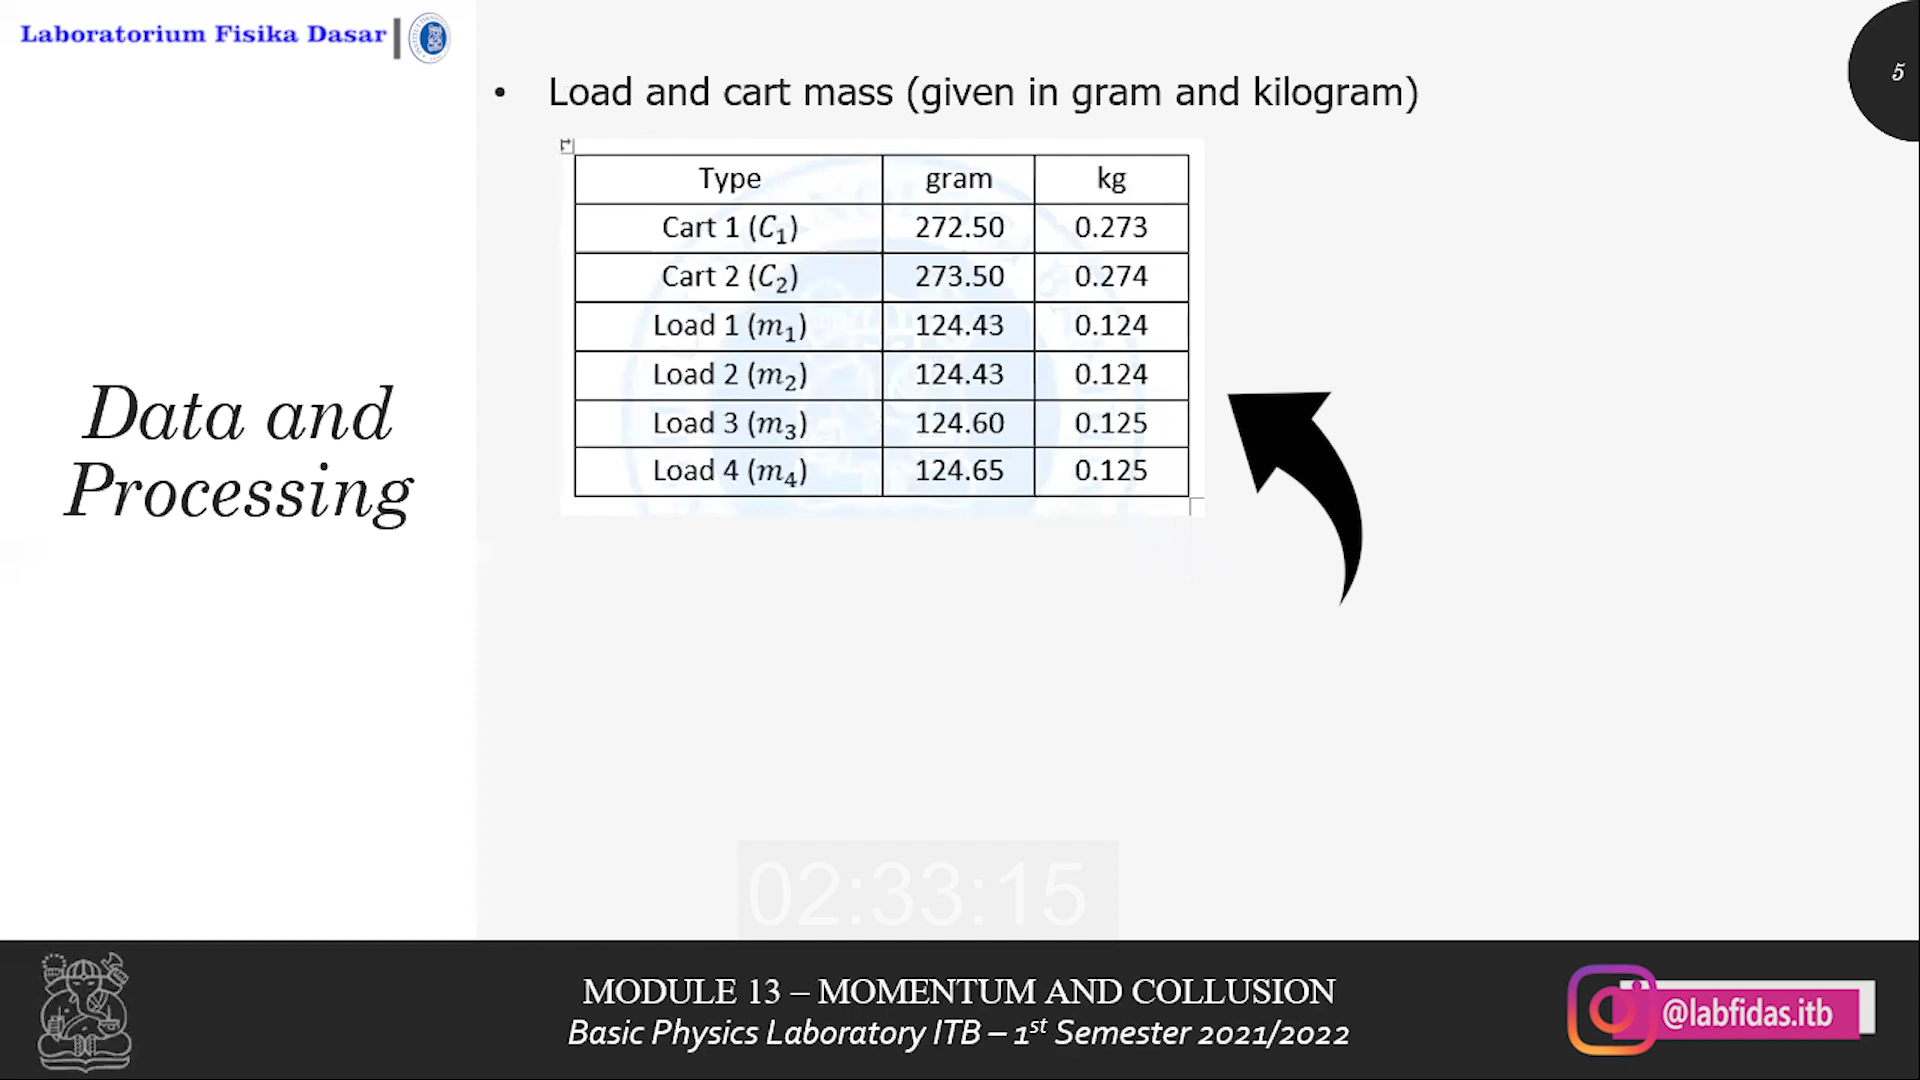 Laboratorium Fisika Dasar
5
• Load and cart mass (given in gram and kilogram)
Type gram kg
Cart 1 (C₁) 272.50 0.273
Cart 2 (C₂) 273.50 0.274
Load 1 (m₁) 124.43 0.124
Load 2 (m₂) 124.43 0.124
Load 3 (m₃) 124.60 0.125
Load 4 (m₄) 124.65 0.125
Data and
Processing
02:33:15
MODULE 13 – MOMENTUM AND COLLUSION
Basic Physics Laboratory ITB – 1st Semester 2021/2022
@labfidas.itb